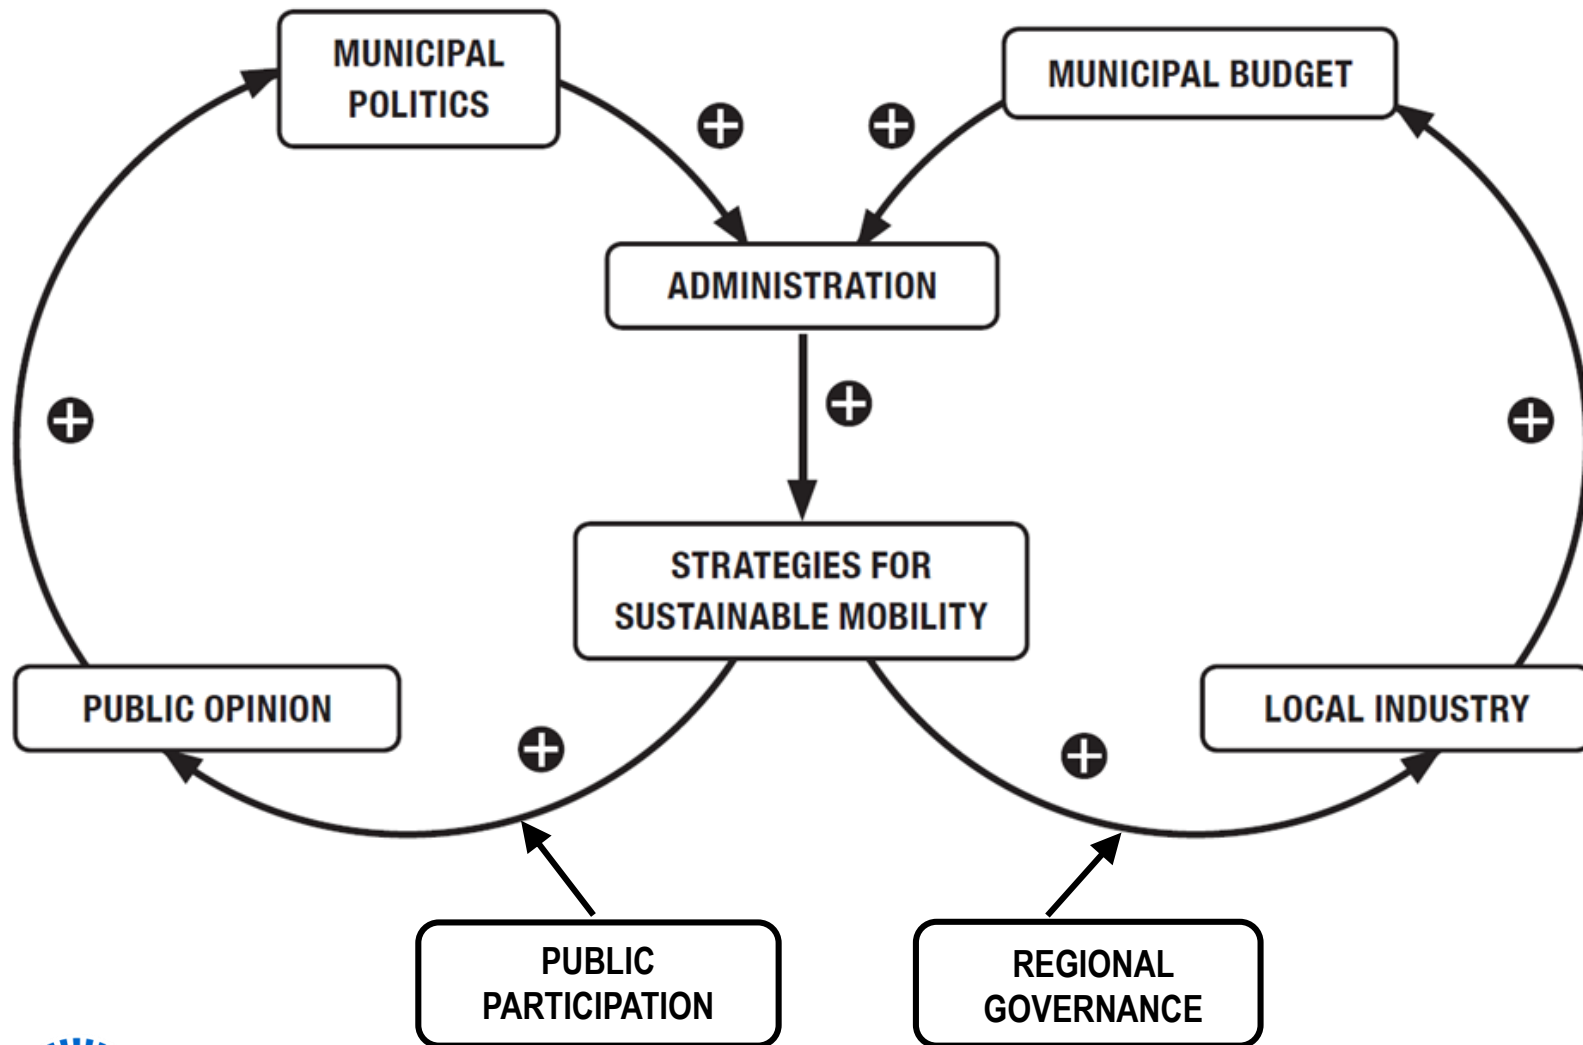 MUNICIPAL
POLITICS
MUNICIPAL BUDGET
ADMINISTRATION
STRATEGIES FOR
SUSTAINABLE MOBILITY
PUBLIC OPINION
LOCAL INDUSTRY
PUBLIC
PARTICIPATION
REGIONAL
GOVERNANCE